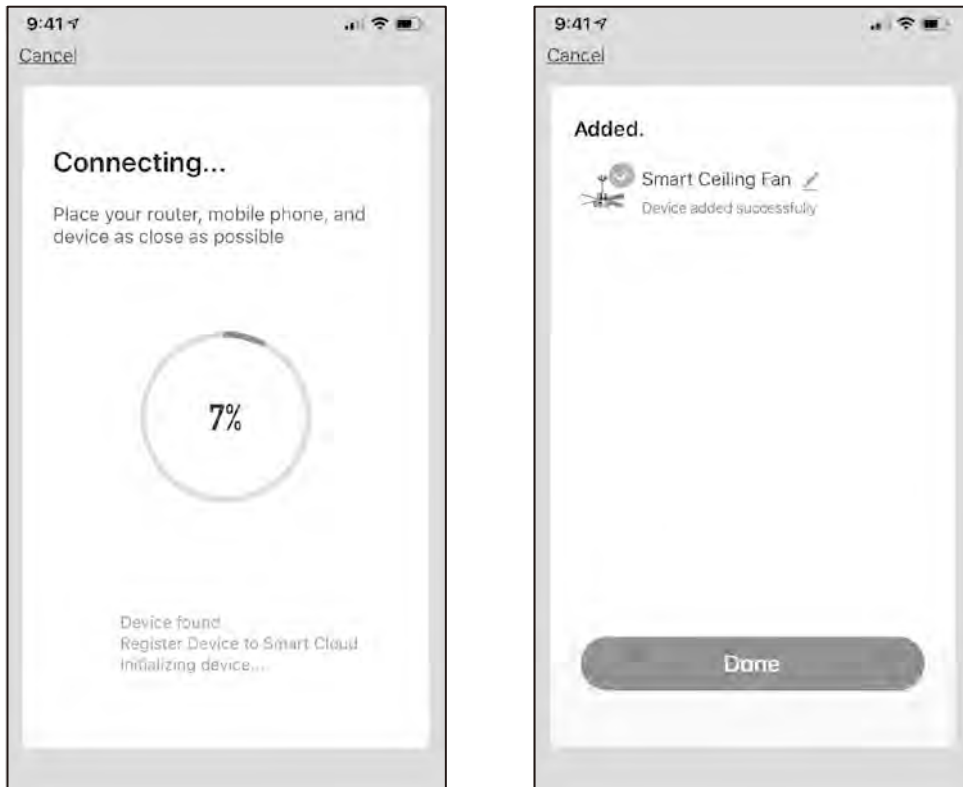 9:41
Cancel
Connecting...
Place your router, mobile phone, and
device as close as possible
7%
Device found
Register Device to Smart Cloud
Initializing device....
9:41
Cancel
Added.
Smart Ceiling Fan
Device added successfully
Done